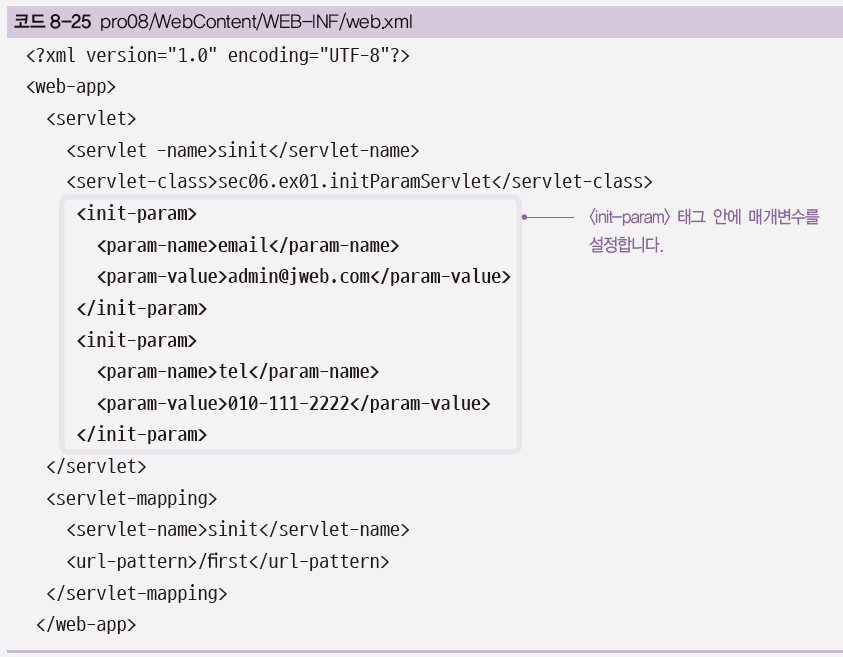 코드 8-25 pro08/WebContent/WEB-INF/web.xml
<?xml version="1.0" encoding="UTF-8"?>
<web-app>
<servlet>
<servlet -name>sinit</servlet-name>
<servlet-class>sec06.ex01.initParamServlet</servlet-class>
<init-param>
<param-name>email</param-name>
<param-value>admin@jweb.com</param-value>
</init-param>
<init-param>
<param-name>tel</param-name>
<param-value>010-111-2222</param-value>
</init-param>
</servlet>
<servlet-mapping>
<servlet-name>sinit</servlet-name>
<url-pattern>/first</url-pattern>
</servlet-mapping>
</web-app>
〈init-param〉 태그 안에 매개변수를
설정합니다.